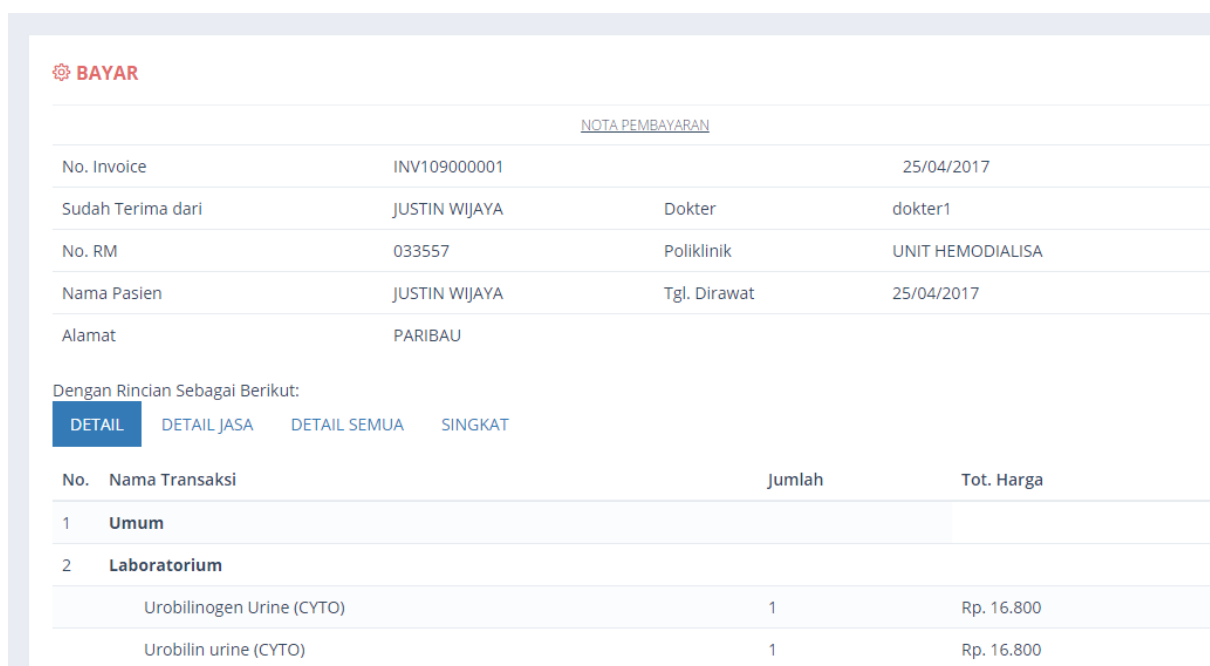 BAYAR
NOTA PEMBAYARAN
No. Invoice INV109000001 25/04/2017
Sudah Terima dari JUSTIN WIJAYA Dokter dokter1
No. RM 033557 Poliklinik UNIT HEMODIALISA
Nama Pasien JUSTIN WIJAYA Tgl. Dirawat 25/04/2017
Alamat PARIBAU
Dengan Rincian Sebagai Berikut:
DETAIL DETAIL JASA DETAIL SEMUA SINGKAT
No. Nama Transaksi Jumlah Tot. Harga
1 Umum
2 Laboratorium
Urobilinogen Urine (CYTO) 1 Rp. 16.800
Urobilin urine (CYTO) 1 Rp. 16.800